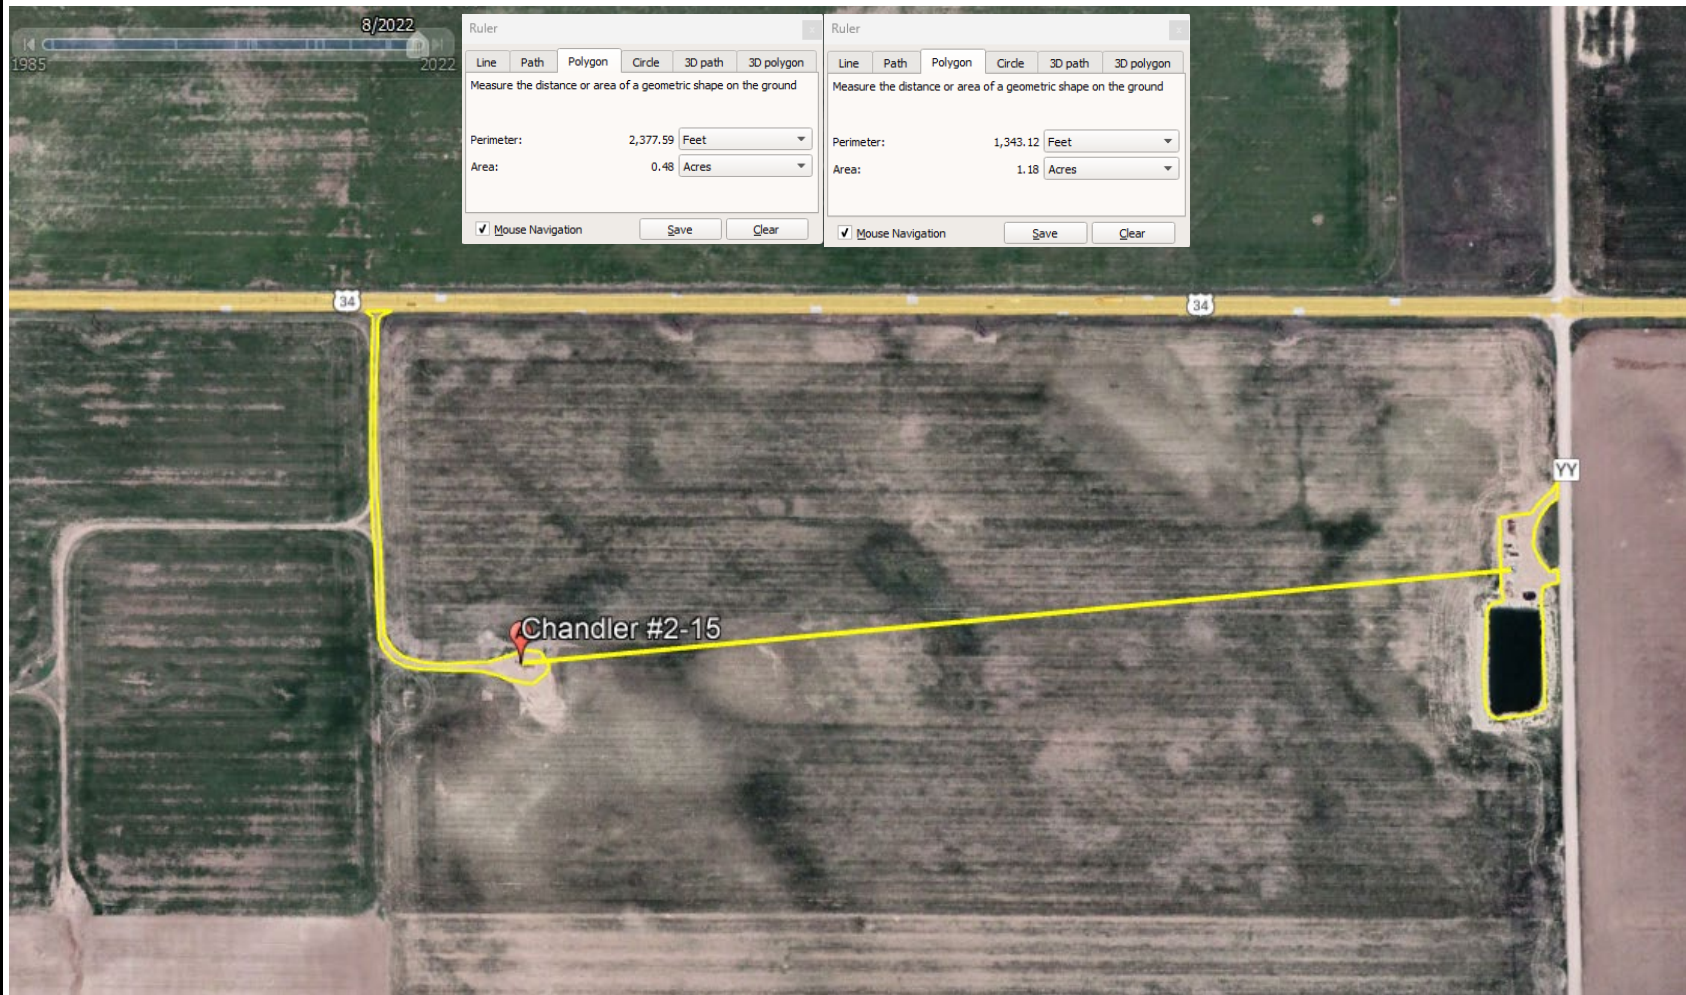 8/2022
1985
2022
Ruler
Line Path Polygon Circle 3D path 3D polygon
Measure the distance or area of a geometric shape on the ground
Perimeter: 2,377.59 Feet
Area: 0.48 Acres
Mouse Navigation Save Clear
Ruler
Line Path Polygon Circle 3D path 3D polygon
Measure the distance or area of a geometric shape on the ground
Perimeter: 1,343.12 Feet
Area: 1.18 Acres
Mouse Navigation Save Clear
34
34
YY
Chandler #2-15